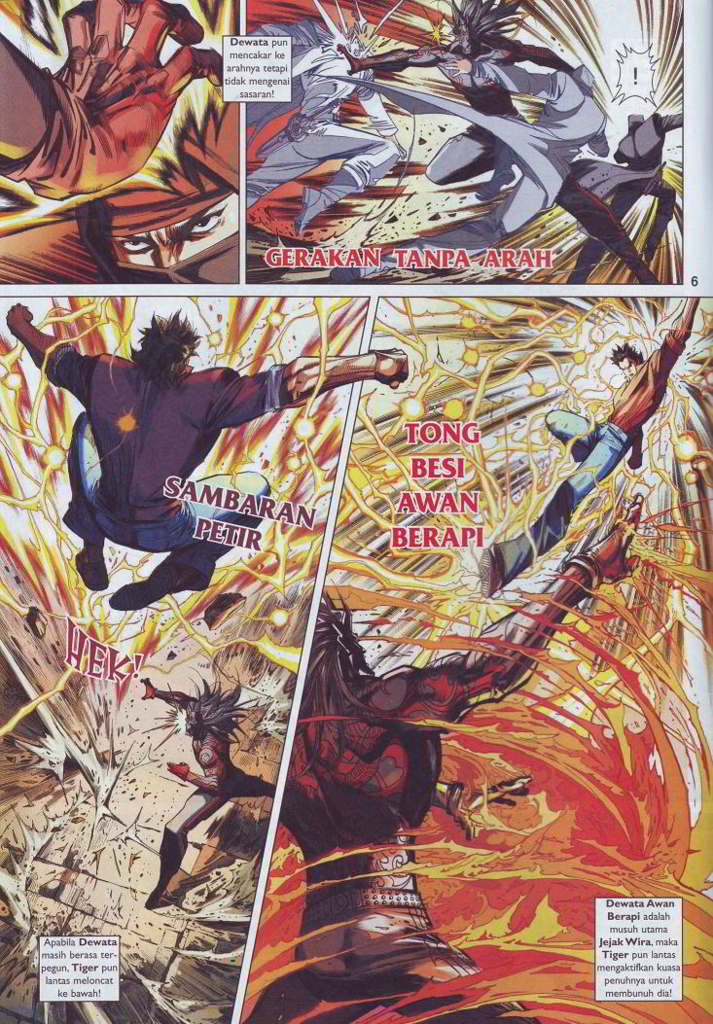 Dewata pun
mencakar ke
arahnya tetapi
tidak mengenai
sasaran!
!
GERAKAN TANPA ARAH
6
SAMBARAN
PETIR
HEK!
Apabila Dewata
masih berasa ter-
pegun, Tiger pun
lantas meloncat
ke bawah!
TONG
BESI
AWAN
BERAPI
Dewata Awan
Berapi adalah
musuh utama
Jejak Wira, maka
Tiger pun lantas
mengaktifkan kuasa
penuhnya untuk
membunuh dia!